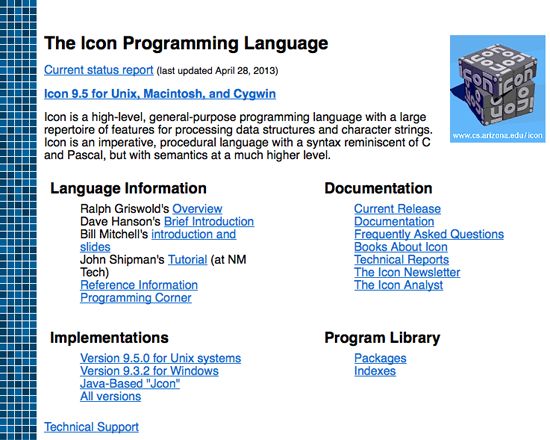 The Icon Programming Language
Current status report (last updated April 28, 2013)
Icon 9.5 for Unix, Macintosh, and Cygwin
Icon is a high-level, general-purpose programming language with a large
repertoire of features for processing data structures and character strings.
Icon is an imperative, procedural language with a syntax reminiscent of C
and Pascal, but with semantics at a much higher level.
www.cs.arizona.edu/icon
Language Information
Ralph Griswold's Overview
Dave Hanson's Brief Introduction
Bill Mitchell's introduction and
slides
John Shipman's Tutorial (at NM
Tech)
Reference Information
Programming Corner
Documentation
Current Release
Documentation
Frequently Asked Questions
Books About Icon
Technical Reports
The Icon Newsletter
The Icon Analyst
Implementations
Version 9.5.0 for Unix systems
Version 9.3.2 for Windows
Java-Based "Jcon"
All versions
Program Library
Packages
Indexes
Technical Support